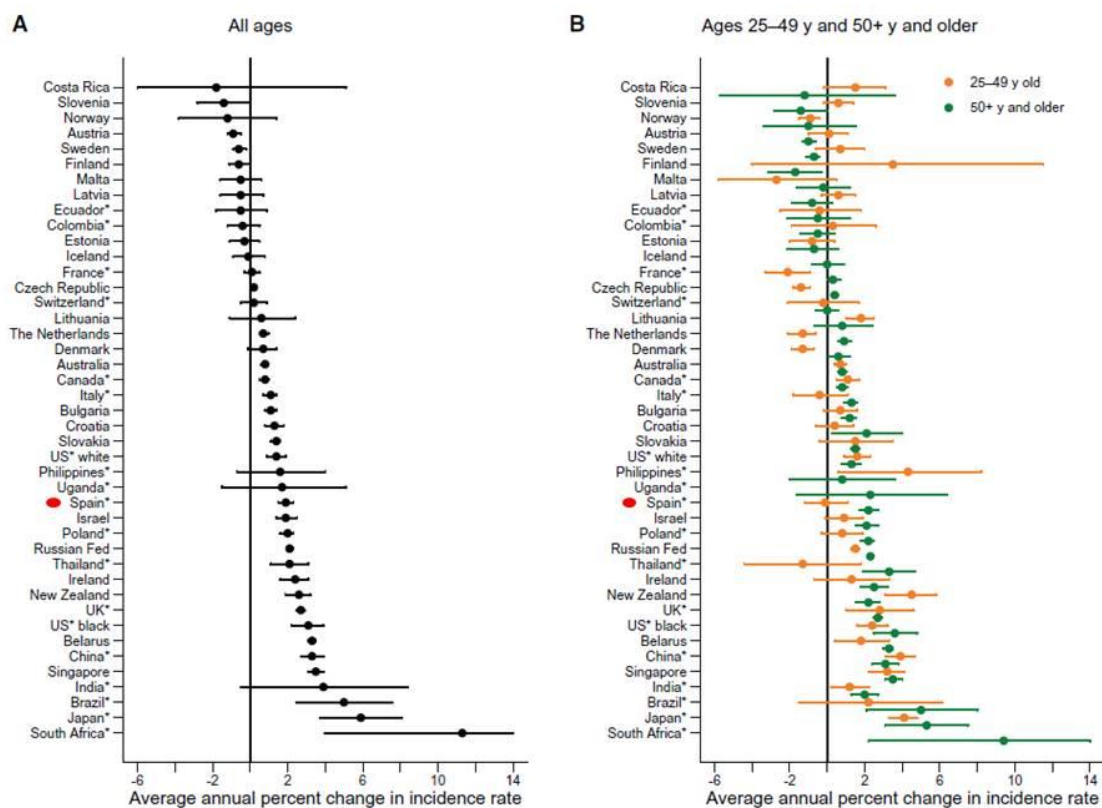 A
All ages
Costa Rica
Slovenia
Norway
Austria
Sweden
Finland
Malta
Latvia
Ecuador*
Colombia*
Estonia
Iceland
France*
Czech Republic
Switzerland*
Lithuania
The Netherlands
Denmark
Australia
Canada*
Italy*
Bulgaria
Croatia
Slovakia
US* white
Philippines*
Uganda*
Spain*
Israel
Poland*
Russian Fed
Thailand*
Ireland
New Zealand
UK*
US* black
Belarus
China*
Singapore
India*
Brazil*
Japan*
South Africa*
-6 -2 2 6 10 14
Average annual percent change in incidence rate
B
Ages 25–49 y and 50+ y and older
25–49 y old
50+ y and older
Costa Rica
Slovenia
Norway
Austria
Sweden
Finland
Malta
Latvia
Ecuador*
Colombia*
Estonia
Iceland
France*
Czech Republic
Switzerland*
Lithuania
The Netherlands
Denmark
Australia
Canada*
Italy*
Bulgaria
Croatia
Slovakia
US* white
Philippines*
Uganda*
Spain*
Israel
Poland*
Russian Fed
Thailand*
Ireland
New Zealand
UK*
US* black
Belarus
China*
Singapore
India*
Brazil*
Japan*
South Africa*
-6 -2 2 6 10 14
Average annual percent change in incidence rate